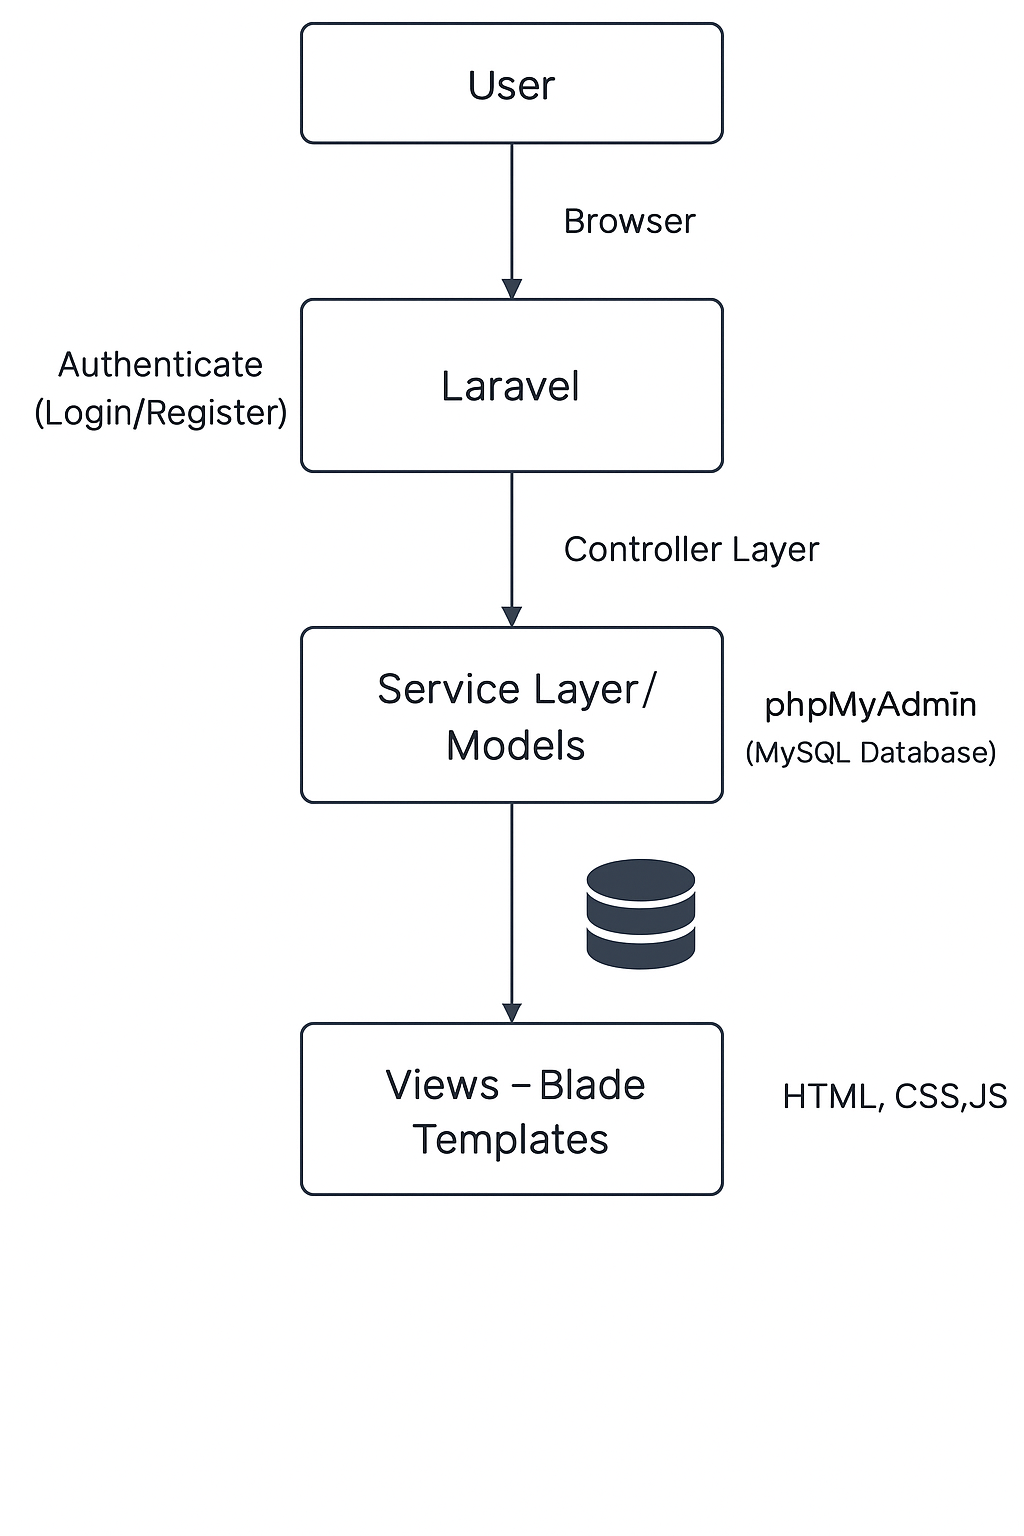 User
Browser
Authenticate
(Login/Register)
Laravel
Controller Layer
Service Layer/
Models
phpMyAdmin
(MySQL Database)
Views – Blade
Templates
HTML, CSS,JS